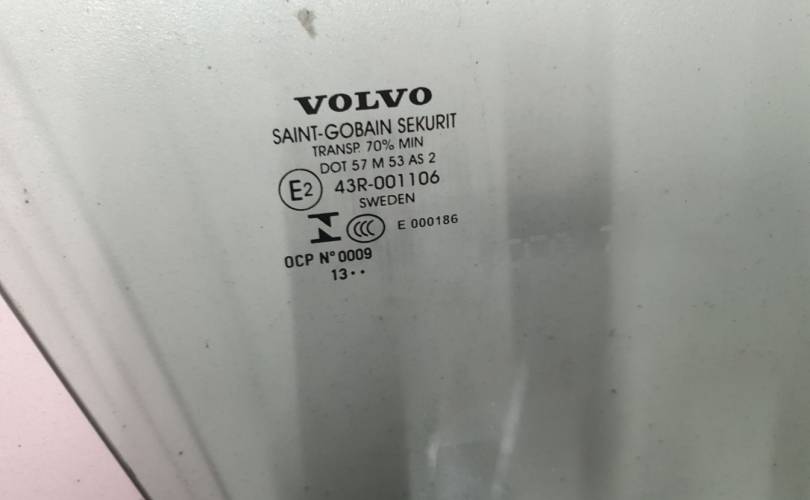 VOLVO
SAINT-GOBAIN SEKURIT
TRANSP. 70% MIN
DOT 57 M 53 AS 2
E2 43R-001106
SWEDEN
CCC E 000186
OCP N° 0009
13··